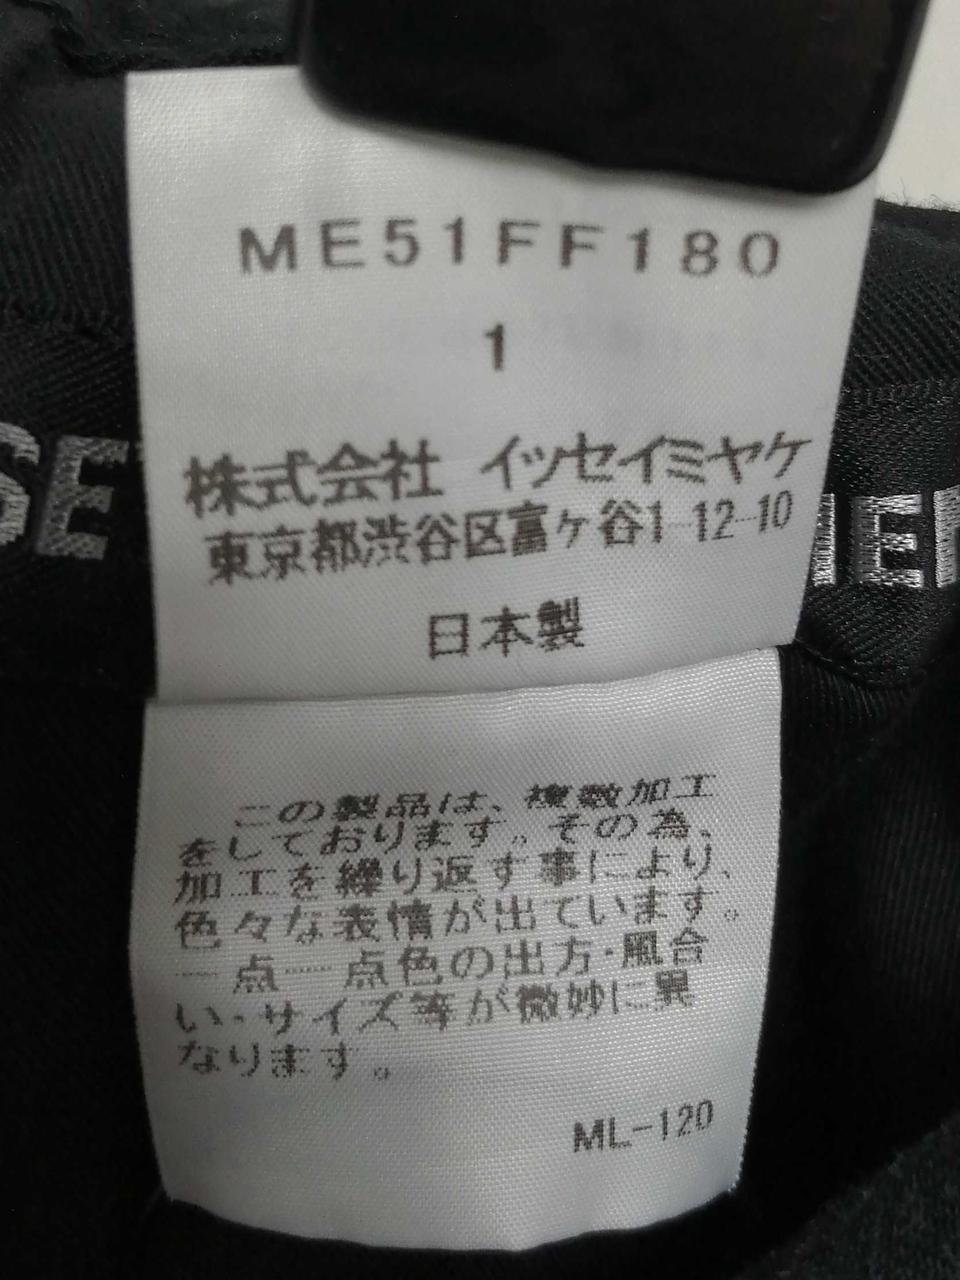 ME51FF180
1
株式会社 イッセイミヤケ
東京都渋谷区富ヶ谷1-12-10
日本製
SE
MEN
この製品は、複数加工
をしております。その為、
加工を繰り返す事により、
色々な表情が出ています。
一点一点色の出方・風合
い・サイズ等が微妙に異
なります。
ML-120